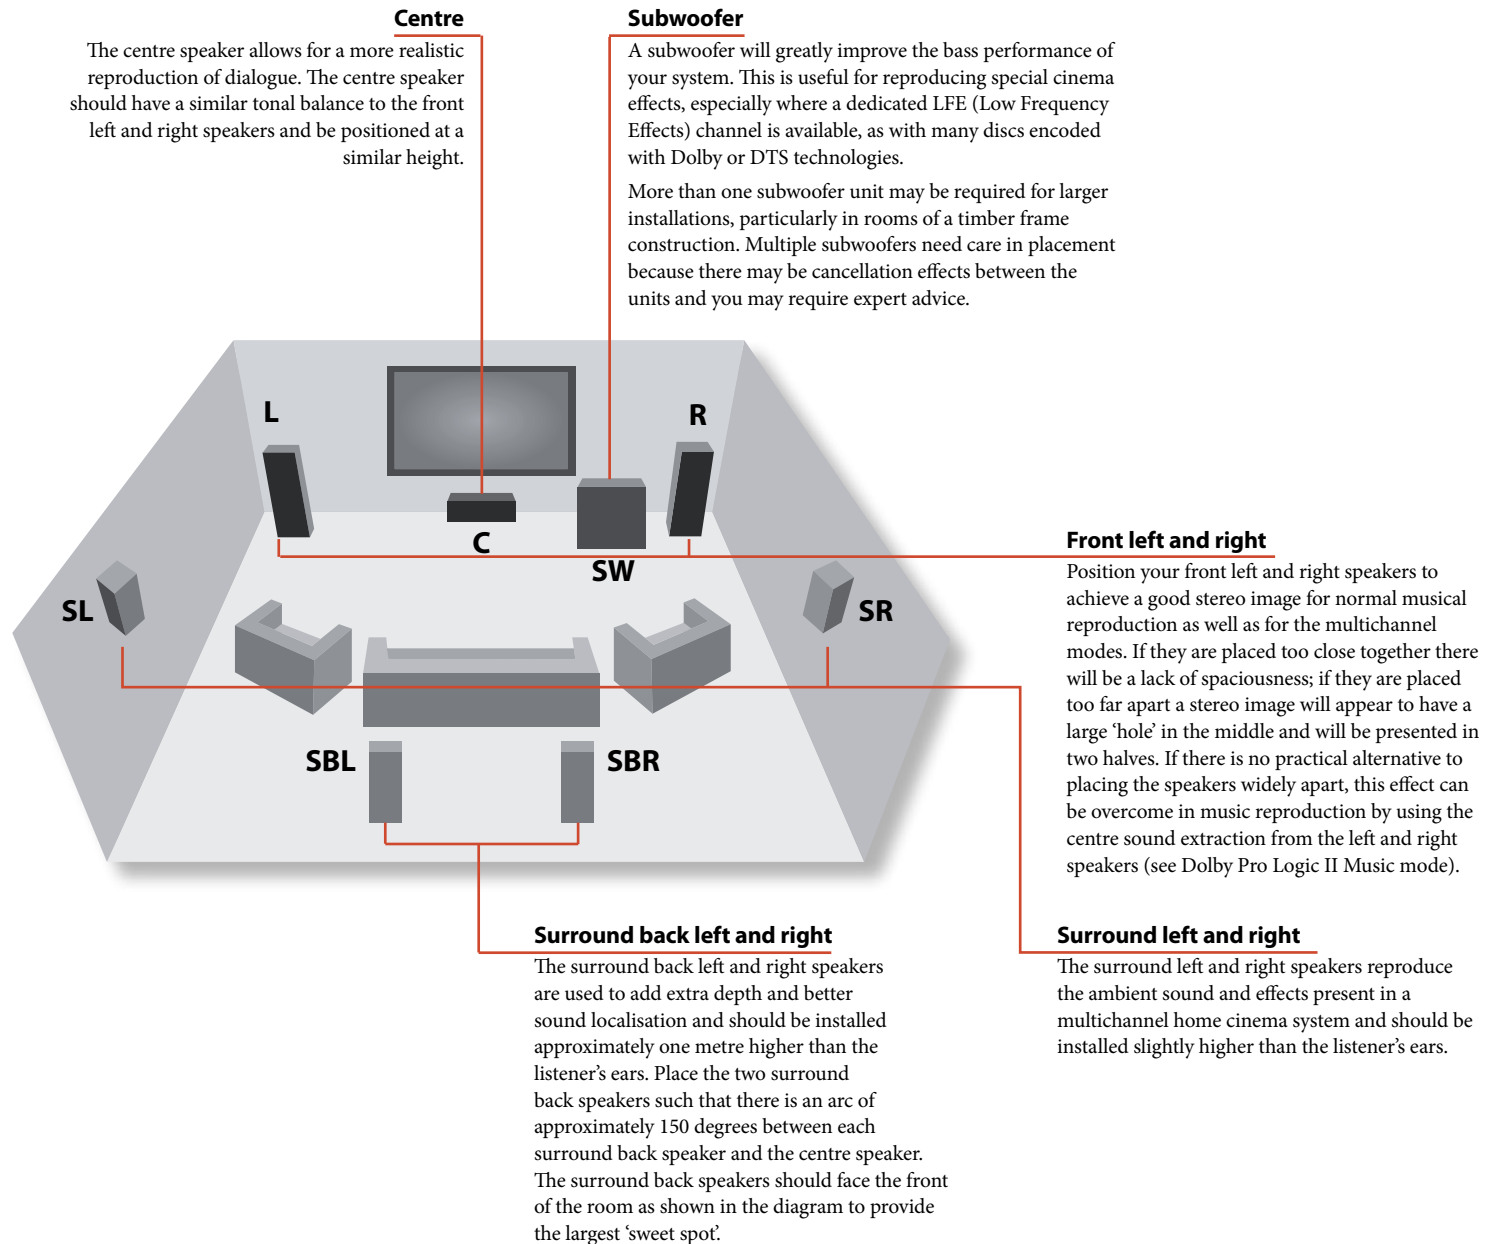 Centre
The centre speaker allows for a more realistic
reproduction of dialogue. The centre speaker
should have a similar tonal balance to the front
left and right speakers and be positioned at a
similar height.
Subwoofer
A subwoofer will greatly improve the bass performance of
your system. This is useful for reproducing special cinema
effects, especially where a dedicated LFE (Low Frequency
Effects) channel is available, as with many discs encoded
with Dolby or DTS technologies.
More than one subwoofer unit may be required for larger
installations, particularly in rooms of a timber frame
construction. Multiple subwoofers need care in placement
because there may be cancellation effects between the
units and you may require expert advice.
L
R
C
SW
SL
SR
SBL
SBR
Front left and right
Position your front left and right speakers to
achieve a good stereo image for normal musical
reproduction as well as for the multichannel
modes. If they are placed too close together there
will be a lack of spaciousness; if they are placed
too far apart a stereo image will appear to have a
large ‘hole’ in the middle and will be presented in
two halves. If there is no practical alternative to
placing the speakers widely apart, this effect can
be overcome in music reproduction by using the
centre sound extraction from the left and right
speakers (see Dolby Pro Logic II Music mode).
Surround back left and right
The surround back left and right speakers
are used to add extra depth and better
sound localisation and should be installed
approximately one metre higher than the
listener’s ears. Place the two surround
back speakers such that there is an arc of
approximately 150 degrees between each
surround back speaker and the centre speaker.
The surround back speakers should face the front
of the room as shown in the diagram to provide
the largest ‘sweet spot’.
Surround left and right
The surround left and right speakers reproduce
the ambient sound and effects present in a
multichannel home cinema system and should be
installed slightly higher than the listener’s ears.